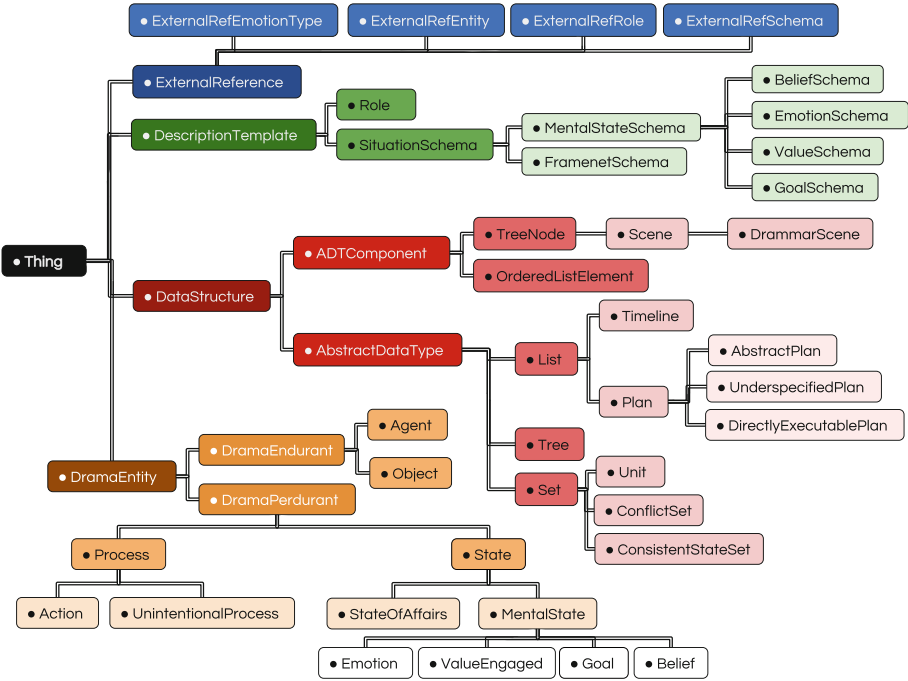 ● ExternalRefEmotionType
● ExternalRefEntity
● ExternalRefRole
● ExternalRefSchema
● ExternalReference
● BeliefSchema
● Role
● EmotionSchema
● DescriptionTemplate
● MentalStateSchema
● SituationSchema
● ValueSchema
● FramenetSchema
● GoalSchema
● TreeNode
● Scene
● DrammarScene
● Thing
● ADTComponent
● OrderedListElement
● DataStructure
● Timeline
● AbstractDataType
● List
● AbstractPlan
● UnderspecifiedPlan
● Plan
● DirectlyExecutablePlan
● Agent
● Tree
● DramaEndurant
● Object
● DramaEntity
● Unit
● Set
● DramaPerdurant
● ConflictSet
● ConsistentStateSet
● Process
● State
● Action
● UnintentionalProcess
● StateOfAffairs
● MentalState
● Emotion
● ValueEngaged
● Goal
● Belief